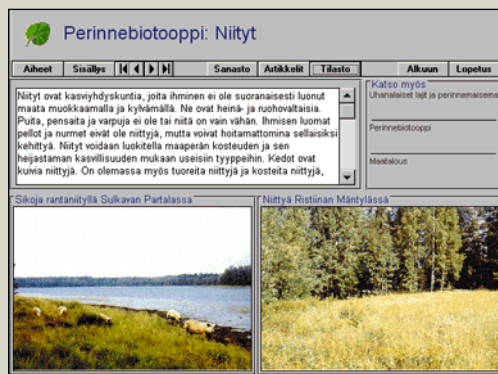 Perinnebiotooppi: Niityt
Aiheet Sisällys Sanasto Artikkelit Tilasto Alkuun Lopetus
Niityt ovat kasviyhdyskuntia, joita ihminen ei ole suoranaisesti luonut
maata muokkaamalla ja kylvämällä. Ne ovat heinä- ja ruohovaltaisia.
Puita, pensaita ja varpuja ei ole tai niitä on vain vähän. Ihmisen luomat
pellot ja nurmet eivät ole niittyjä, mutta voivat hoitamattomina sellaisiksi
kehittyä. Niityt voidaan luokitella maaperän kosteuden ja sen
heijastaman kasvillisuuden mukaan useisiin tyyppeihin. Kedot ovat
kuivia niittyjä. On olemassa myös tuoreita niittyjä ja kosteita niittyjä,
Katso myös
Uhanalaiset lajit ja perinnemaisema
Perinnebiotooppi
Maatalous
Sikoja rantaniityllä Sulkavan Partalassa
Niittyä Ristiinan Mäntylässä